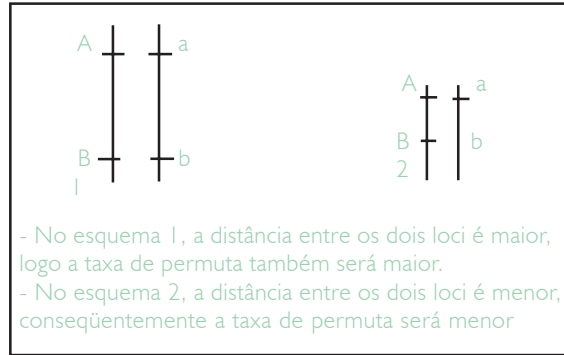 A a
B b
1
A a
B b
2
- No esquema 1, a distância entre os dois loci é maior,
logo a taxa de permuta também será maior.
- No esquema 2, a distância entre os dois loci é menor,
conseqüentemente a taxa de permuta será menor